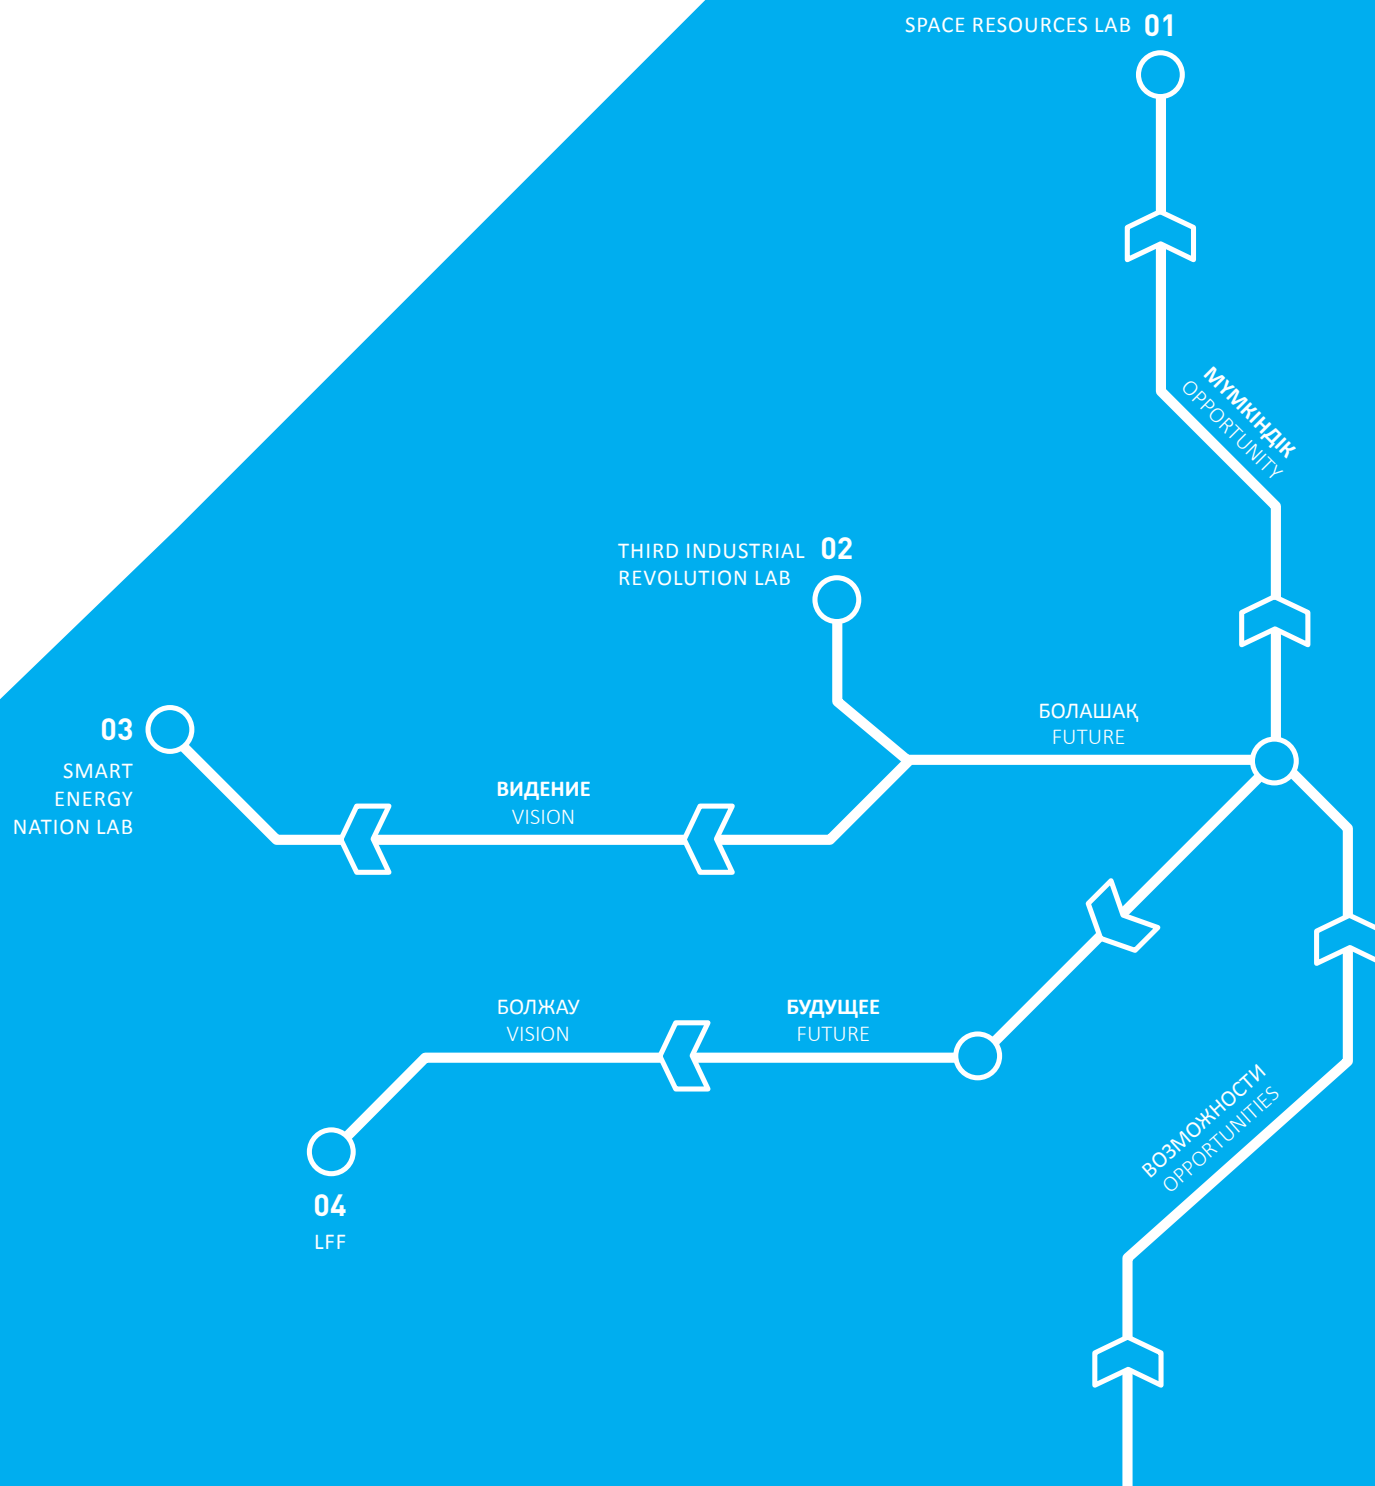 SPACE RESOURCES LAB 01
МҮМКІНДІК
OPPORTUNITY
THIRD INDUSTRIAL 02
REVOLUTION LAB
БОЛАШАҚ
FUTURE
03
SMART
ENERGY
NATION LAB
ВИДЕНИЕ
VISION
БОЛЖАУ
VISION
БУДУЩЕЕ
FUTURE
ВОЗМОЖНОСТИ
OPPORTUNITIES
04
LFF